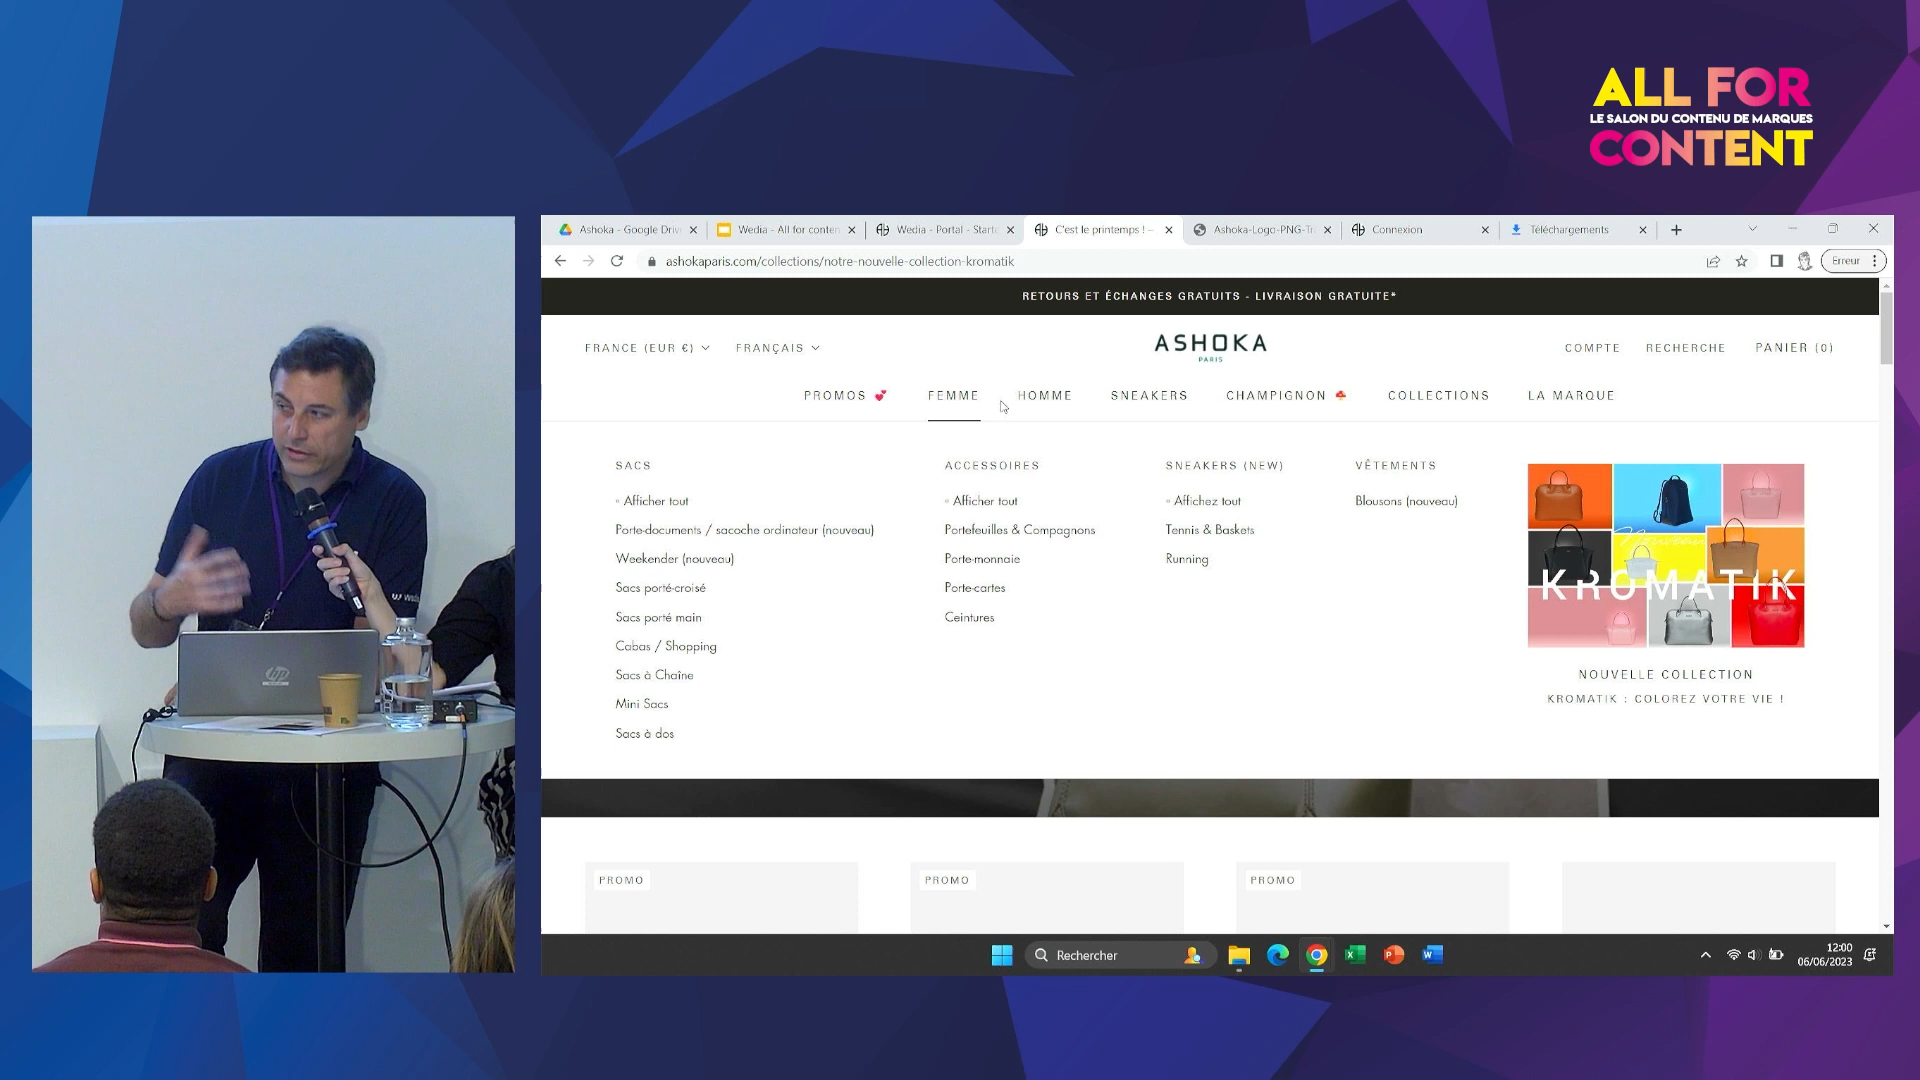 ALL FOR
LE SALON DU CONTENU DE MARQUES
CONTENT
Ashoka - Google Driv
Wedia - All for conten
Wedia - Portal - Starte
C'est le printemps ! –
Ashoka-Logo-PNG-Tr
Connexion
Téléchargements
ashokaparis.com/collections/notre-nouvelle-collection-kromatik
Erreur
RETOURS ET ÉCHANGES GRATUITS - LIVRAISON GRATUITE*
FRANCE (EUR €)
FRANÇAIS
ASHOKA
PARIS
COMPTE
RECHERCHE
PANIER (0)
PROMOS 💕
FEMME
HOMME
SNEAKERS
CHAMPIGNON 🍄
COLLECTIONS
LA MARQUE
SACS
Afficher tout
Porte-documents / sacoche ordinateur (nouveau)
Weekender (nouveau)
Sacs porté-croisé
Sacs porté main
Cabas / Shopping
Sacs à Chaîne
Mini Sacs
Sacs à dos
ACCESSOIRES
Afficher tout
Portefeuilles & Compagnons
Porte-monnaie
Porte-cartes
Ceintures
SNEAKERS (NEW)
Affichez tout
Tennis & Baskets
Running
VÊTEMENTS
Blousons (nouveau)
Nouveau
KROMATIK
NOUVELLE COLLECTION
KROMATIK : COLOREZ VOTRE VIE !
PROMO
PROMO
PROMO
hp
Rechercher
12:00
06/06/2023